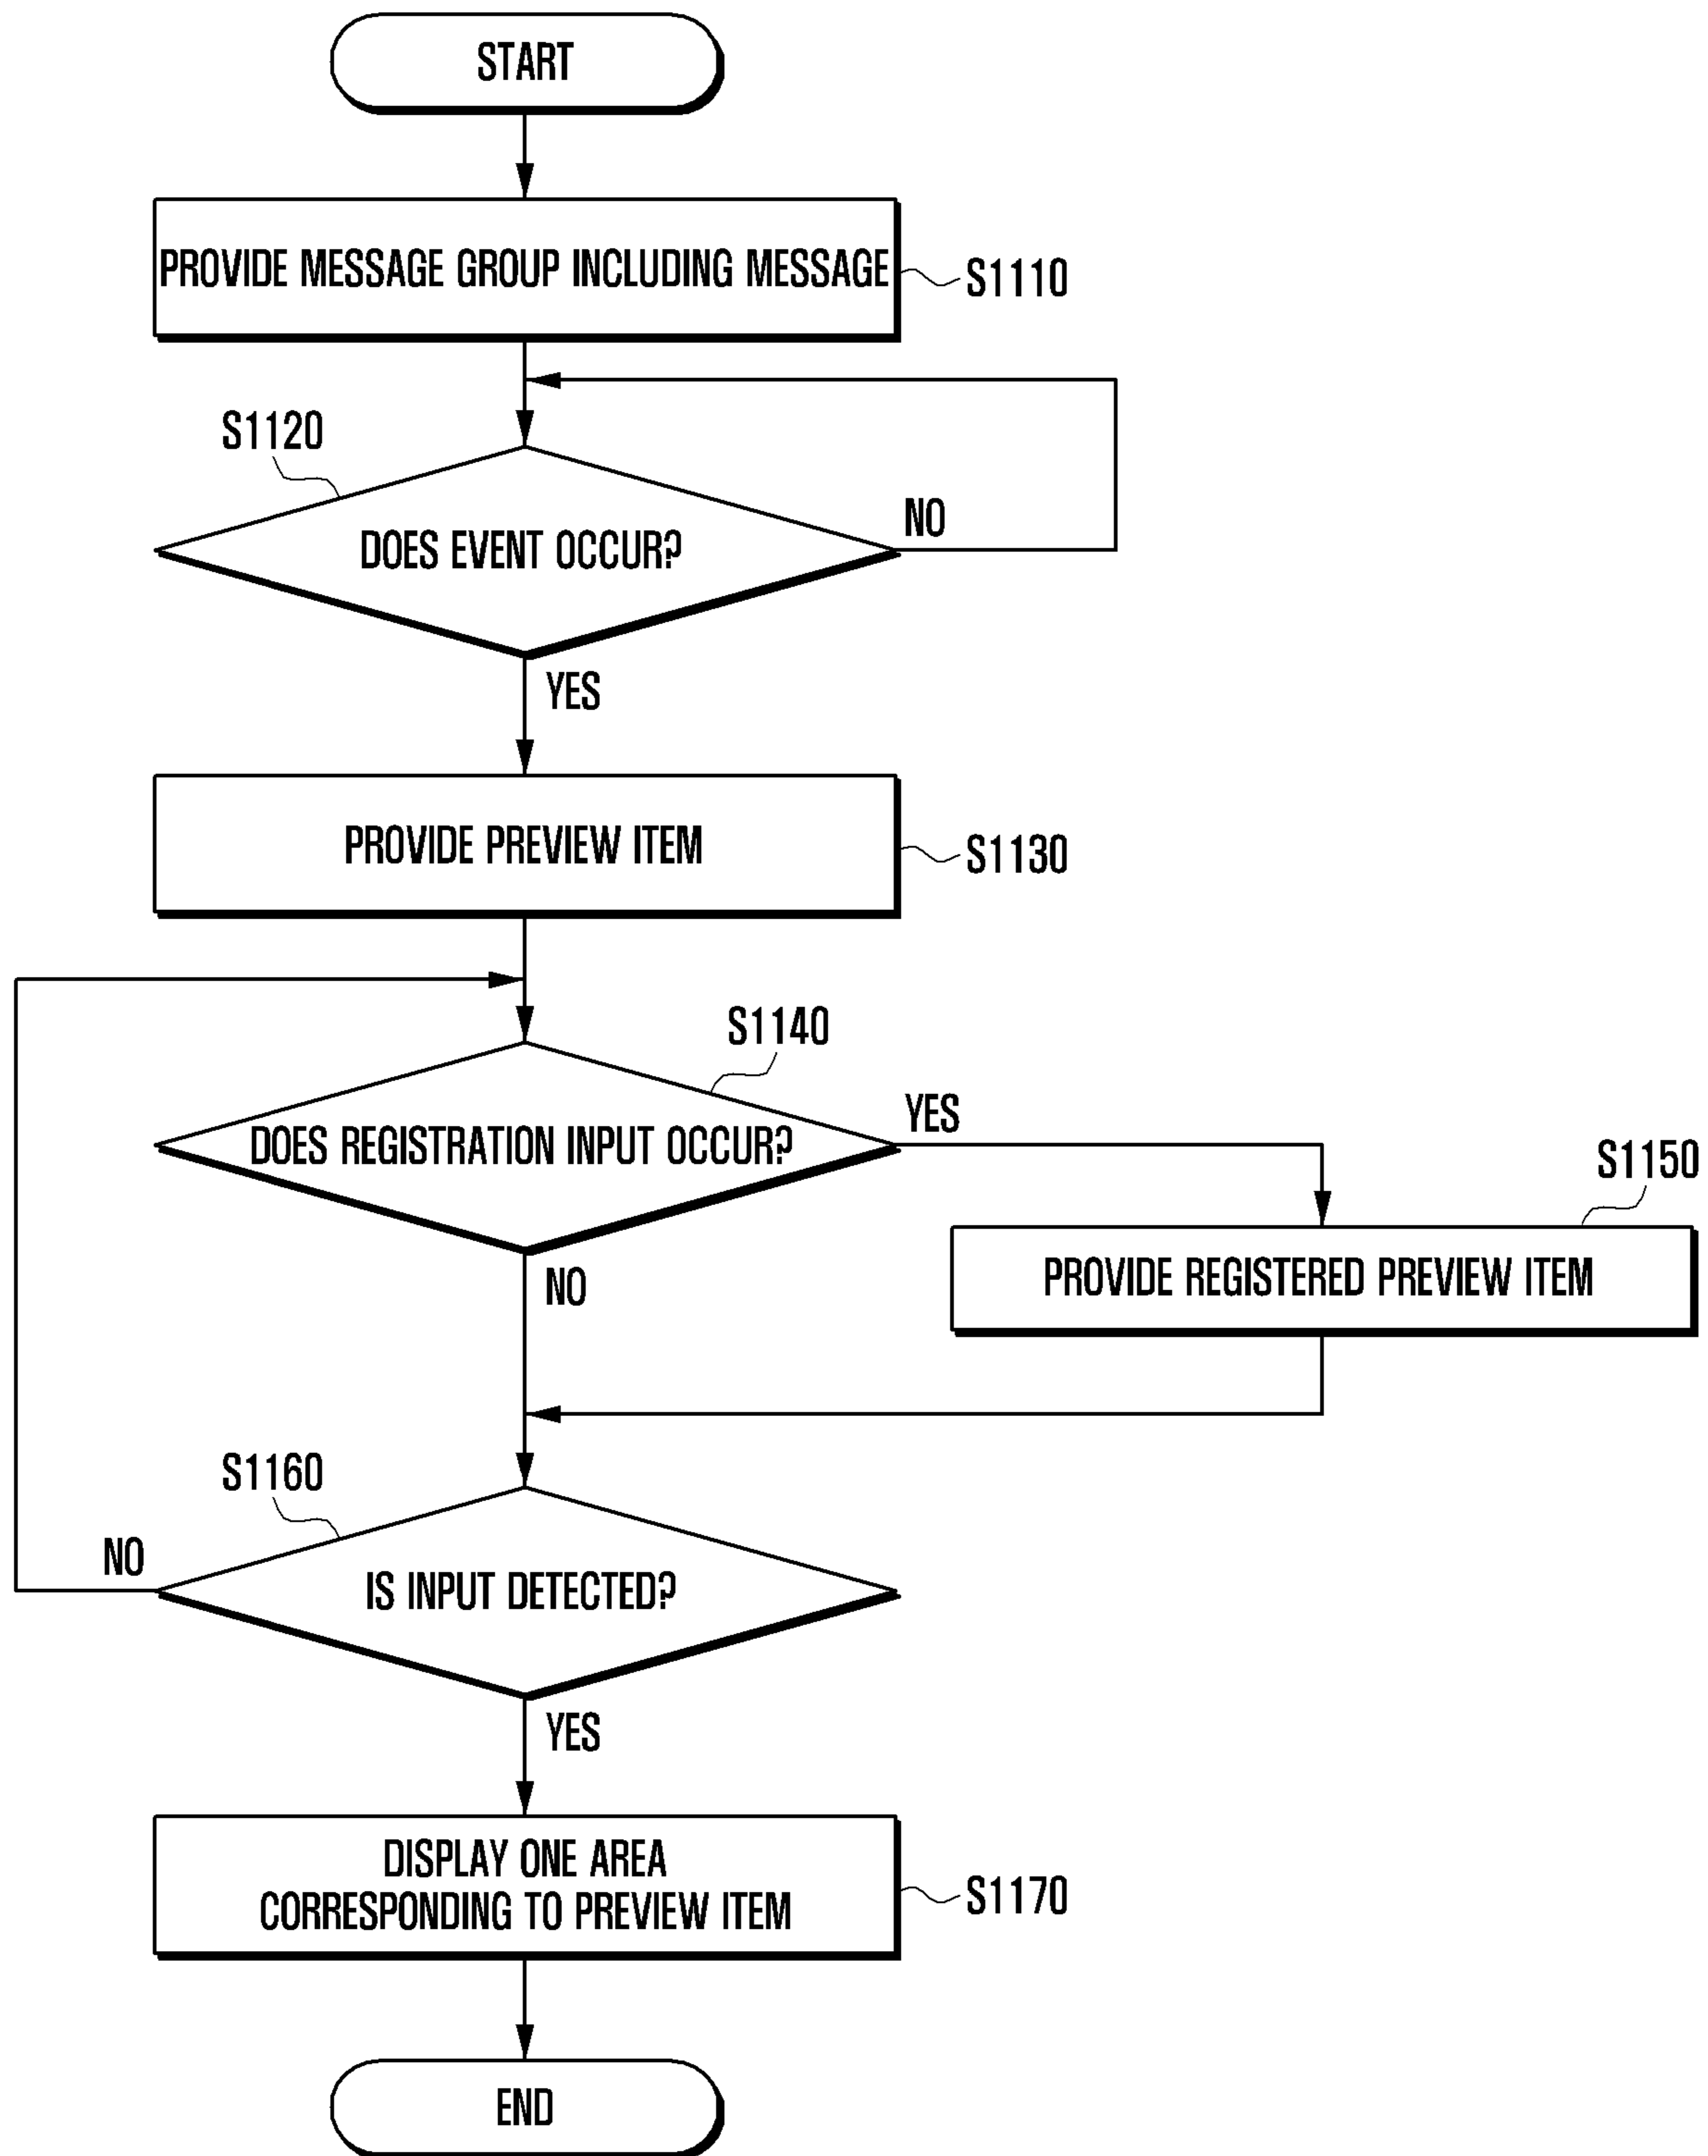 START
PROVIDE MESSAGE GROUP INCLUDING MESSAGE
S1110
S1120
DOES EVENT OCCUR?
NO
YES
PROVIDE PREVIEW ITEM
S1130
S1140
DOES REGISTRATION INPUT OCCUR?
YES
S1150
PROVIDE REGISTERED PREVIEW ITEM
NO
S1160
NO
IS INPUT DETECTED?
YES
DISPLAY ONE AREA
CORRESPONDING TO PREVIEW ITEM
S1170
END